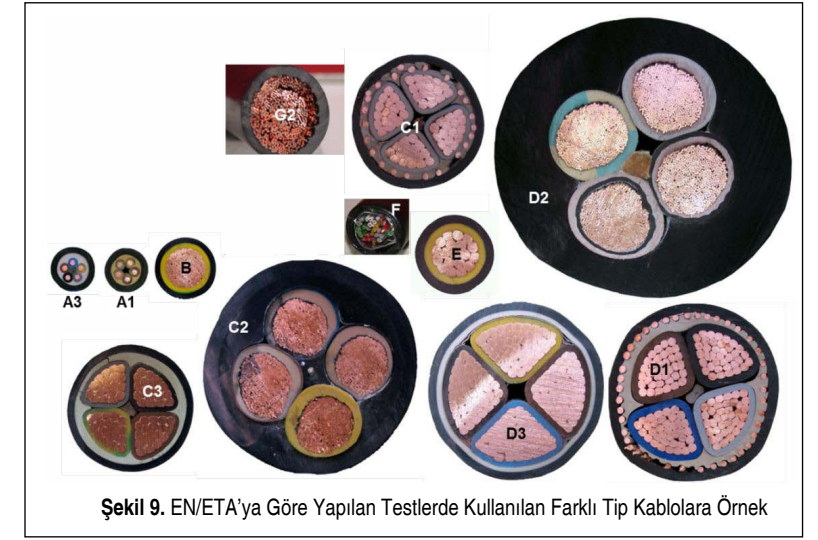 G2
C1
D2
F
E
B
A3
A1
C2
C3
D1
D3
Şekil 9. EN/ETA’ya Göre Yapılan Testlerde Kullanılan Farklı Tip Kablolara Örnek